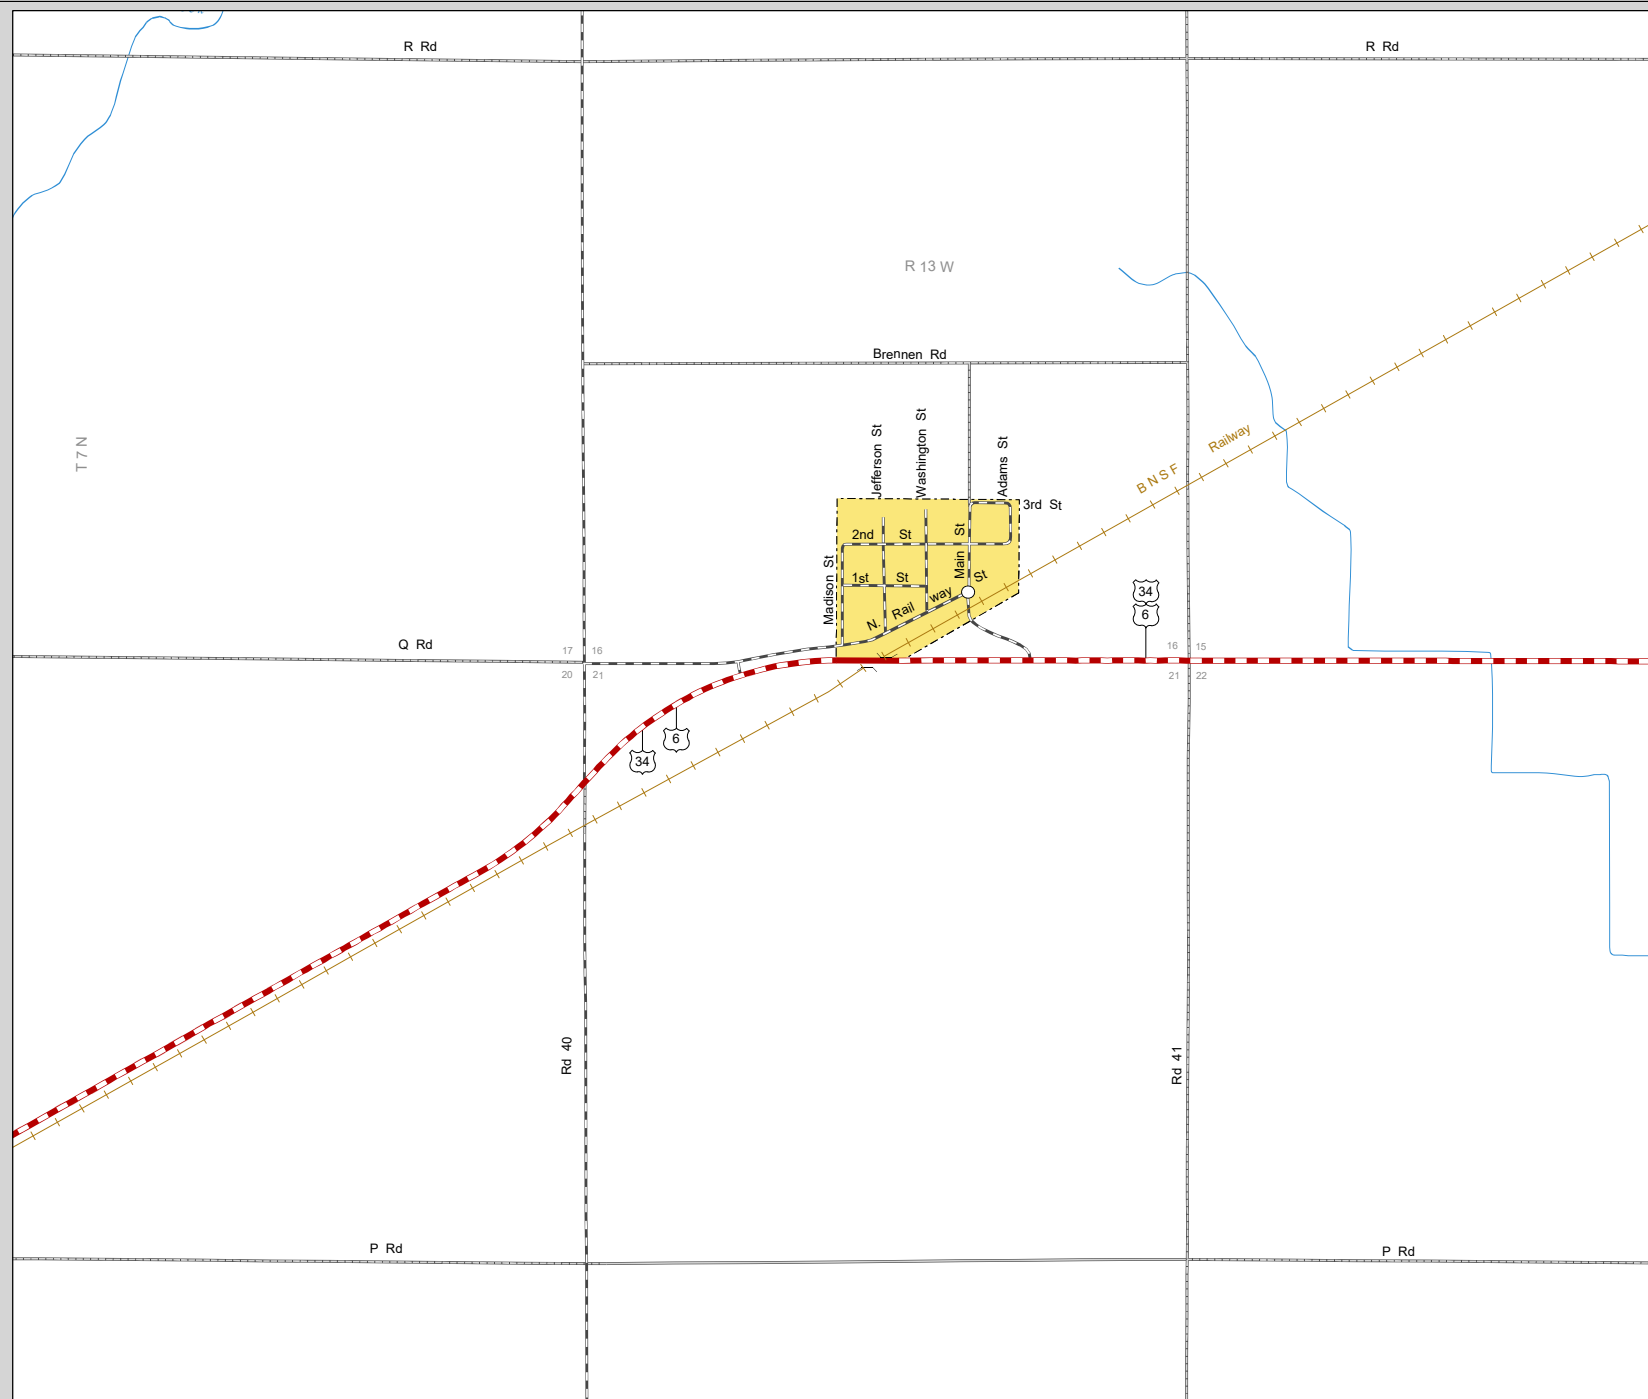 R Rd
R Rd
R 13 W
Brennen Rd
T 7 N
Jefferson St
Washington St
Adams St
BNSF Railway
3rd St
2nd St
Main St
Madison St
1st St
N. Railway St
34
6
Q Rd
17 16
20 21
16 15
21 22
6
34
Rd 40
Rd 41
P Rd
P Rd